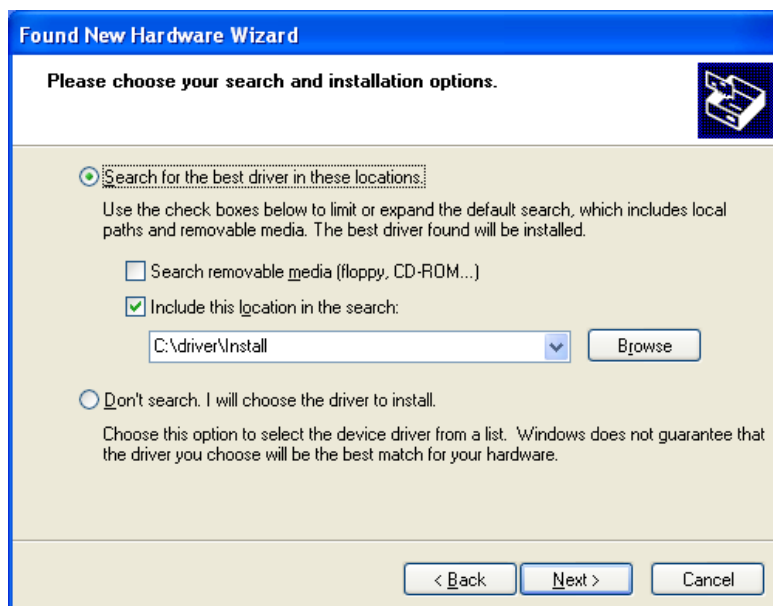 Found New Hardware Wizard
Please choose your search and installation options.
Search for the best driver in these locations.
Use the check boxes below to limit or expand the default search, which includes local
paths and removable media. The best driver found will be installed.
Search removable media (floppy, CD-ROM...)
Include this location in the search:
C:\driver\Install
Browse
Don't search. I will choose the driver to install.
Choose this option to select the device driver from a list. Windows does not guarantee that
the driver you choose will be the best match for your hardware.
< Back
Next >
Cancel